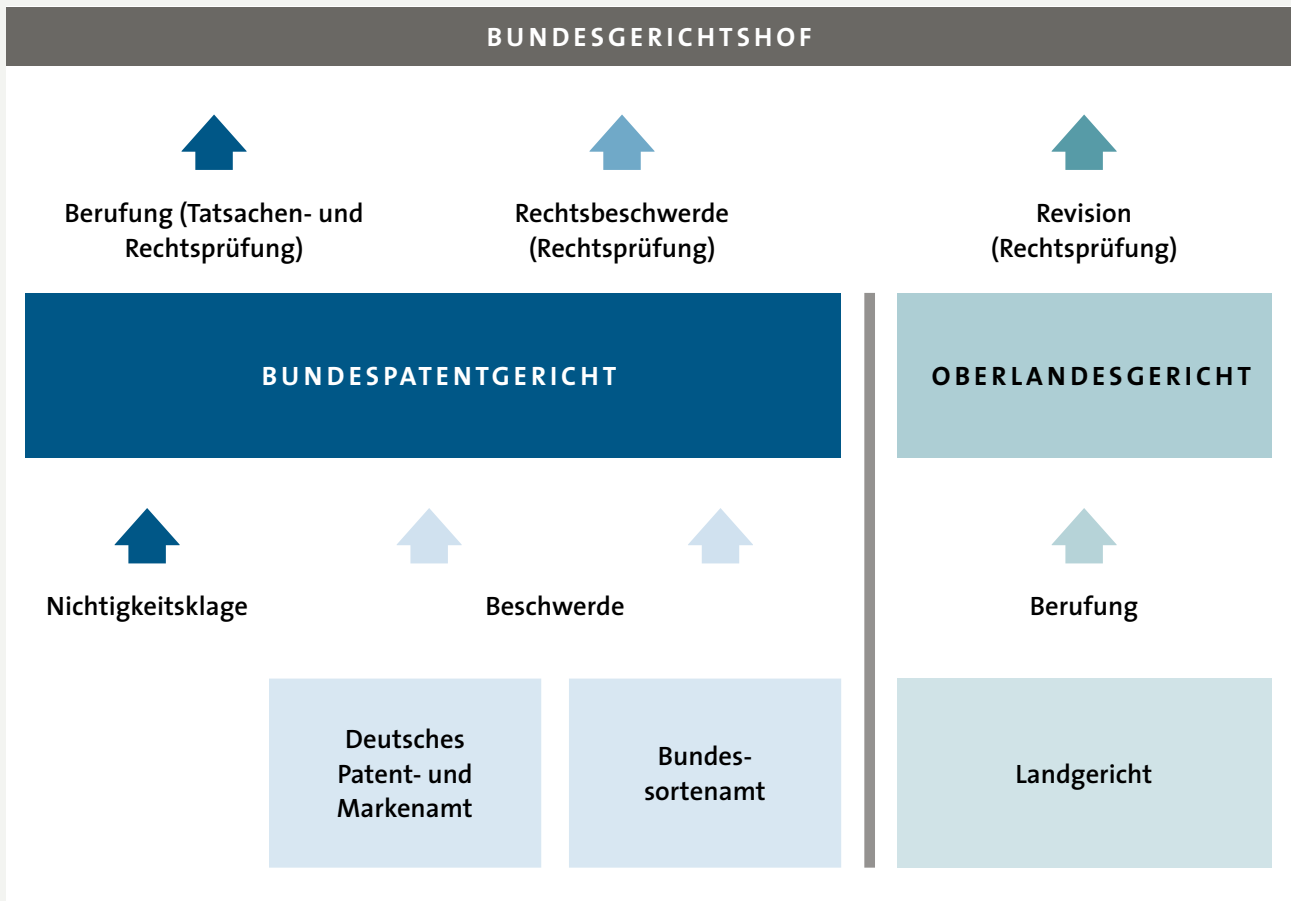 BUNDESGERICHTSHOF
Berufung (Tatsachen- und
Rechtsprüfung)
Rechtsbeschwerde
(Rechtsprüfung)
Revision
(Rechtsprüfung)
BUNDESPATENTGERICHT
OBERLANDESGERICHT
Nichtigkeitsklage
Beschwerde
Berufung
Deutsches
Patent- und
Markenamt
Bundes-
sortenamt
Landgericht